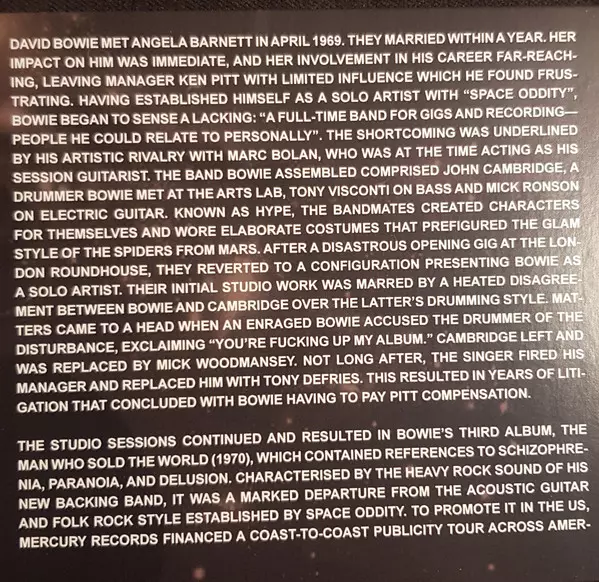 DAVID BOWIE MET ANGELA BARNETT IN APRIL 1969. THEY MARRIED WITHIN A YEAR. HER
IMPACT ON HIM WAS IMMEDIATE, AND HER INVOLVEMENT IN HIS CAREER FAR-REACH-
ING, LEAVING MANAGER KEN PITT WITH LIMITED INFLUENCE WHICH HE FOUND FRUS-
TRATING. HAVING ESTABLISHED HIMSELF AS A SOLO ARTIST WITH “SPACE ODDITY”,
BOWIE BEGAN TO SENSE A LACKING: “A FULL-TIME BAND FOR GIGS AND RECORDING—
PEOPLE HE COULD RELATE TO PERSONALLY”. THE SHORTCOMING WAS UNDERLINED
BY HIS ARTISTIC RIVALRY WITH MARC BOLAN, WHO WAS AT THE TIME ACTING AS HIS
SESSION GUITARIST. THE BAND BOWIE ASSEMBLED COMPRISED JOHN CAMBRIDGE, A
DRUMMER BOWIE MET AT THE ARTS LAB, TONY VISCONTI ON BASS AND MICK RONSON
ON ELECTRIC GUITAR. KNOWN AS HYPE, THE BANDMATES CREATED CHARACTERS
FOR THEMSELVES AND WORE ELABORATE COSTUMES THAT PREFIGURED THE GLAM
STYLE OF THE SPIDERS FROM MARS. AFTER A DISASTROUS OPENING GIG AT THE LON-
DON ROUNDHOUSE, THEY REVERTED TO A CONFIGURATION PRESENTING BOWIE AS
A SOLO ARTIST. THEIR INITIAL STUDIO WORK WAS MARRED BY A HEATED DISAGREE-
MENT BETWEEN BOWIE AND CAMBRIDGE OVER THE LATTER’S DRUMMING STYLE. MAT-
TERS CAME TO A HEAD WHEN AN ENRAGED BOWIE ACCUSED THE DRUMMER OF THE
DISTURBANCE, EXCLAIMING “YOU’RE FUCKING UP MY ALBUM.” CAMBRIDGE LEFT AND
WAS REPLACED BY MICK WOODMANSEY. NOT LONG AFTER, THE SINGER FIRED HIS
MANAGER AND REPLACED HIM WITH TONY DEFRIES. THIS RESULTED IN YEARS OF LITI-
GATION THAT CONCLUDED WITH BOWIE HAVING TO PAY PITT COMPENSATION.
THE STUDIO SESSIONS CONTINUED AND RESULTED IN BOWIE’S THIRD ALBUM, THE
MAN WHO SOLD THE WORLD (1970), WHICH CONTAINED REFERENCES TO SCHIZOPHRE-
NIA, PARANOIA, AND DELUSION. CHARACTERISED BY THE HEAVY ROCK SOUND OF HIS
NEW BACKING BAND, IT WAS A MARKED DEPARTURE FROM THE ACOUSTIC GUITAR
AND FOLK ROCK STYLE ESTABLISHED BY SPACE ODDITY. TO PROMOTE IT IN THE US,
MERCURY RECORDS FINANCED A COAST-TO-COAST PUBLICITY TOUR ACROSS AMER-